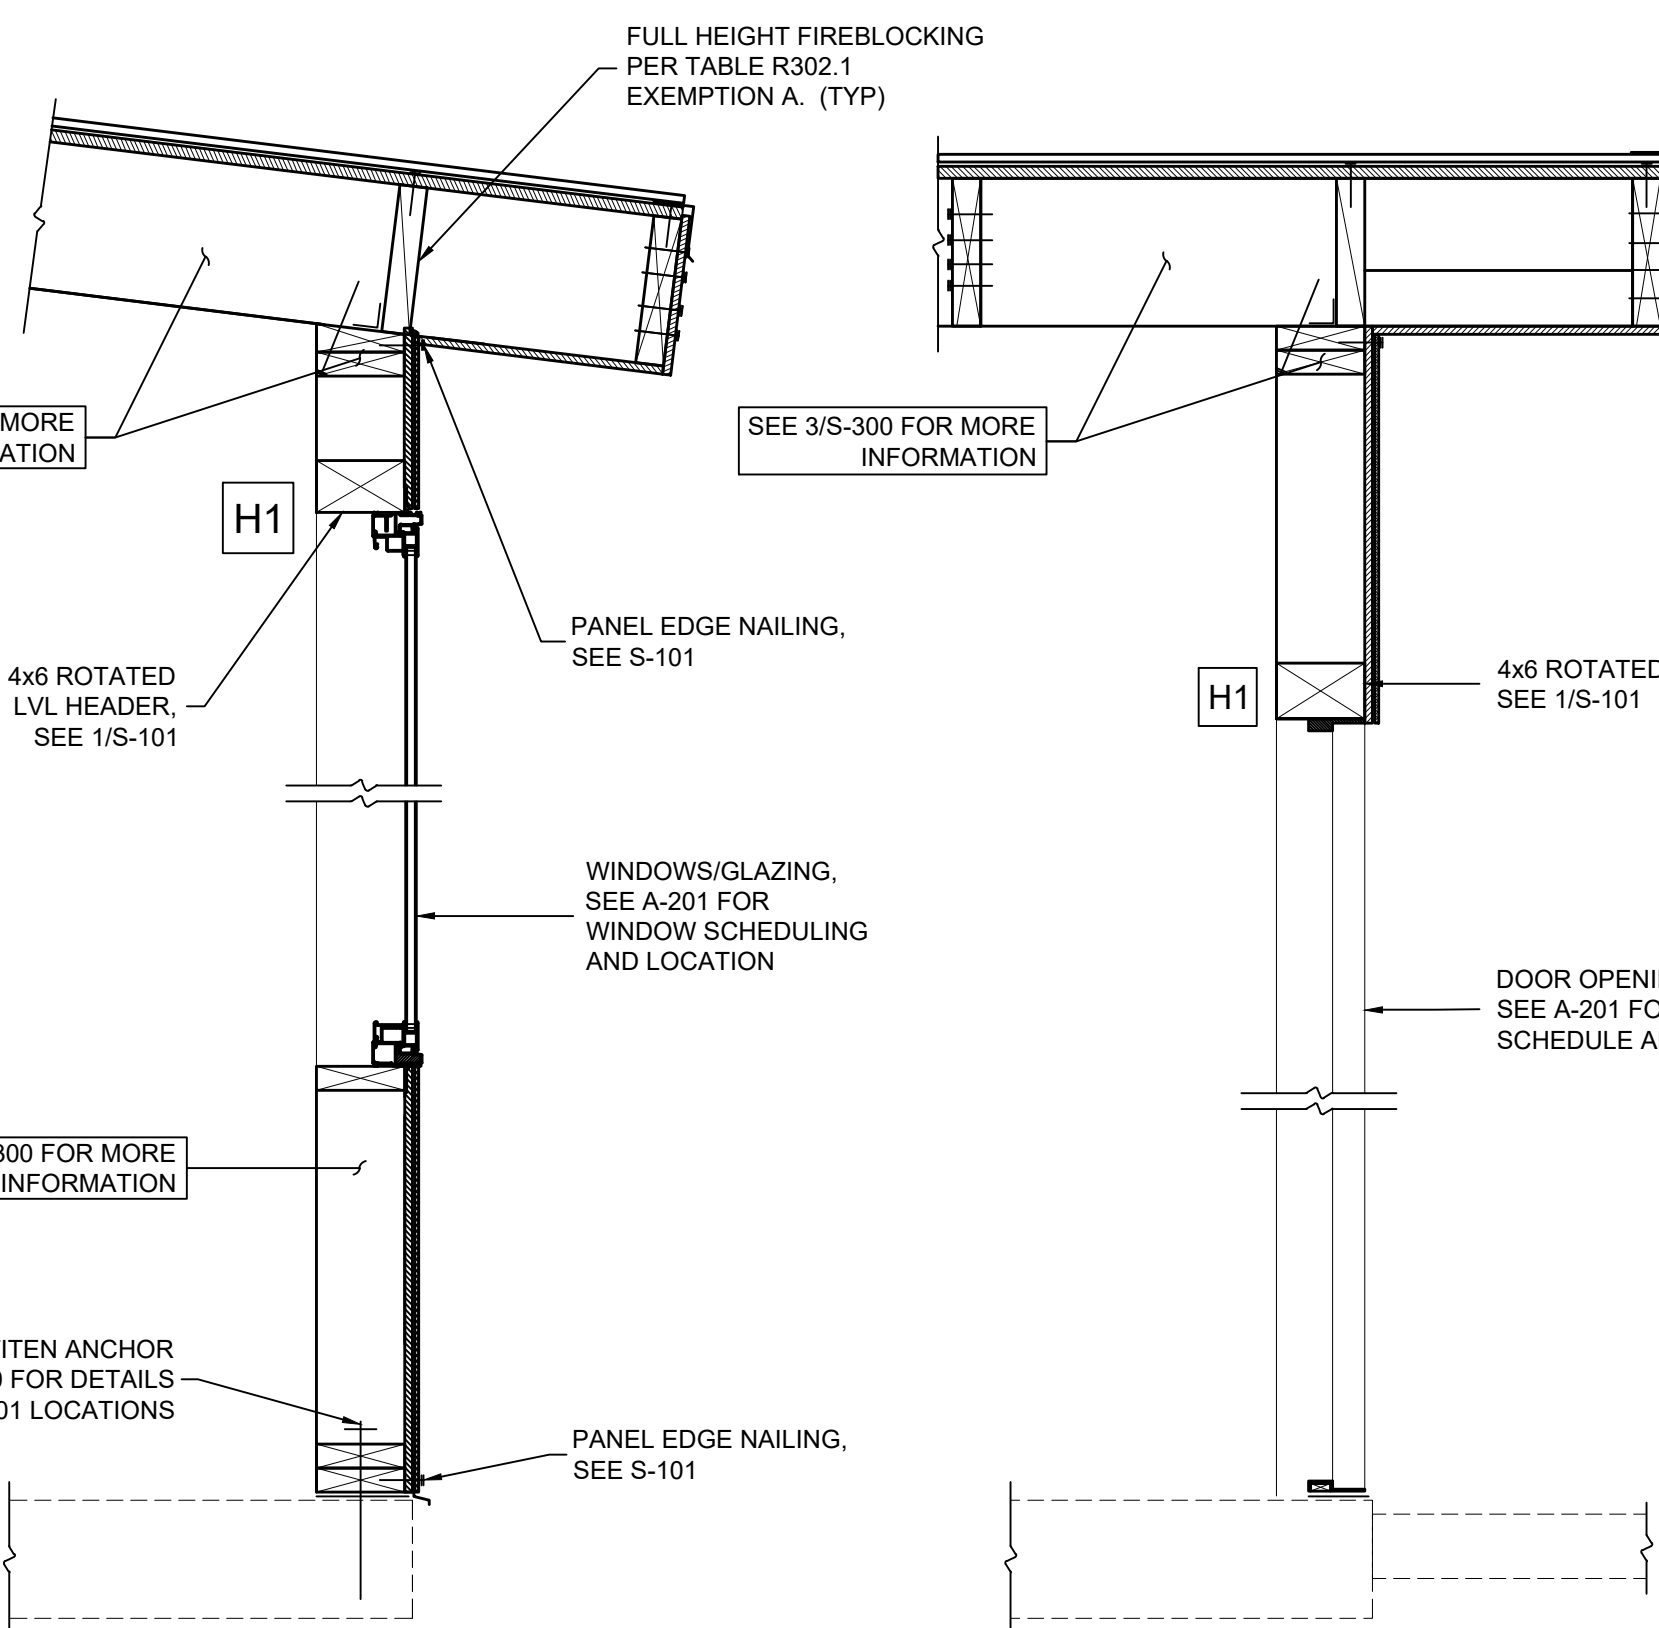 FULL HEIGHT FIREBLOCKING
PER TABLE R302.1
EXEMPTION A. (TYP)
MORE
ATION
H1
4x6 ROTATED
LVL HEADER,
SEE 1/S-101
PANEL EDGE NAILING,
SEE S-101
WINDOWS/GLAZING,
SEE A-201 FOR
WINDOW SCHEDULING
AND LOCATION
300 FOR MORE
INFORMATION
TITEN ANCHOR
0 FOR DETAILS
01 LOCATIONS
PANEL EDGE NAILING,
SEE S-101
SEE 3/S-300 FOR MORE
INFORMATION
H1
4x6 ROTATED
SEE 1/S-101
DOOR OPENI
SEE A-201 FO
SCHEDULE A